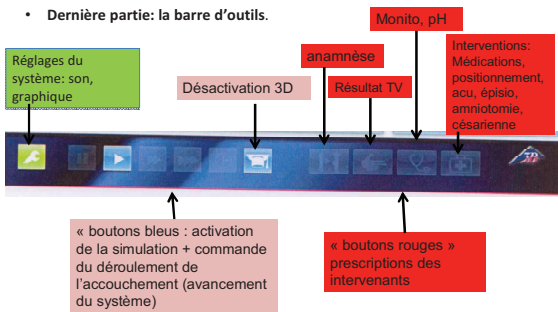 • Dernière partie: la barre d'outils.
Monito, pH
Réglages du
système: son,
graphique
Désactivation 3D
anamnèse
Résultat TV
Interventions:
Médications,
positionnement,
acu, épisio,
amniotomie,
césarienne
3D
« boutons bleus : activation
de la simulation + commande
du déroulement de
l'accouchement (avancement
du système)
« boutons rouges »
prescriptions des
intervenants